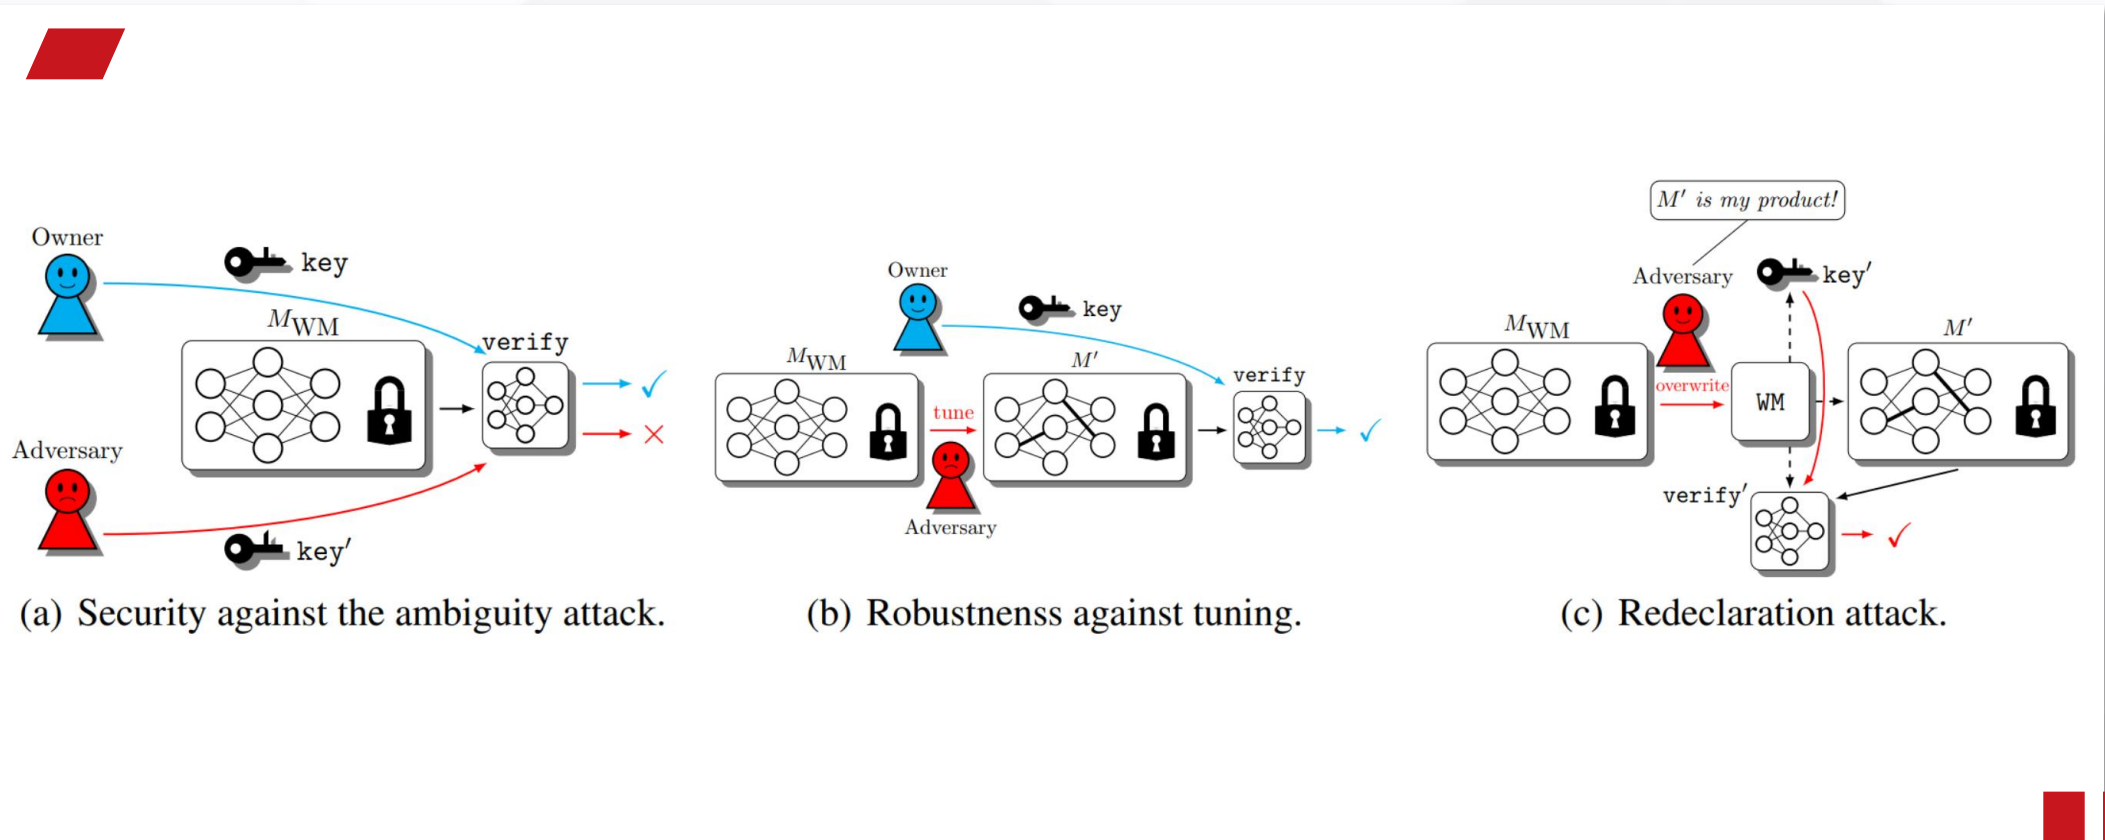 Owner
key
M_WM
verify
Adversary
key′
(a) Security against the ambiguity attack.
Owner
key
M_WM
M′
verify
tune
Adversary
(b) Robustnenss against tuning.
M′ is my product!
Adversary
key′
M_WM
M′
overwrite
WM
verify′
(c) Redeclaration attack.